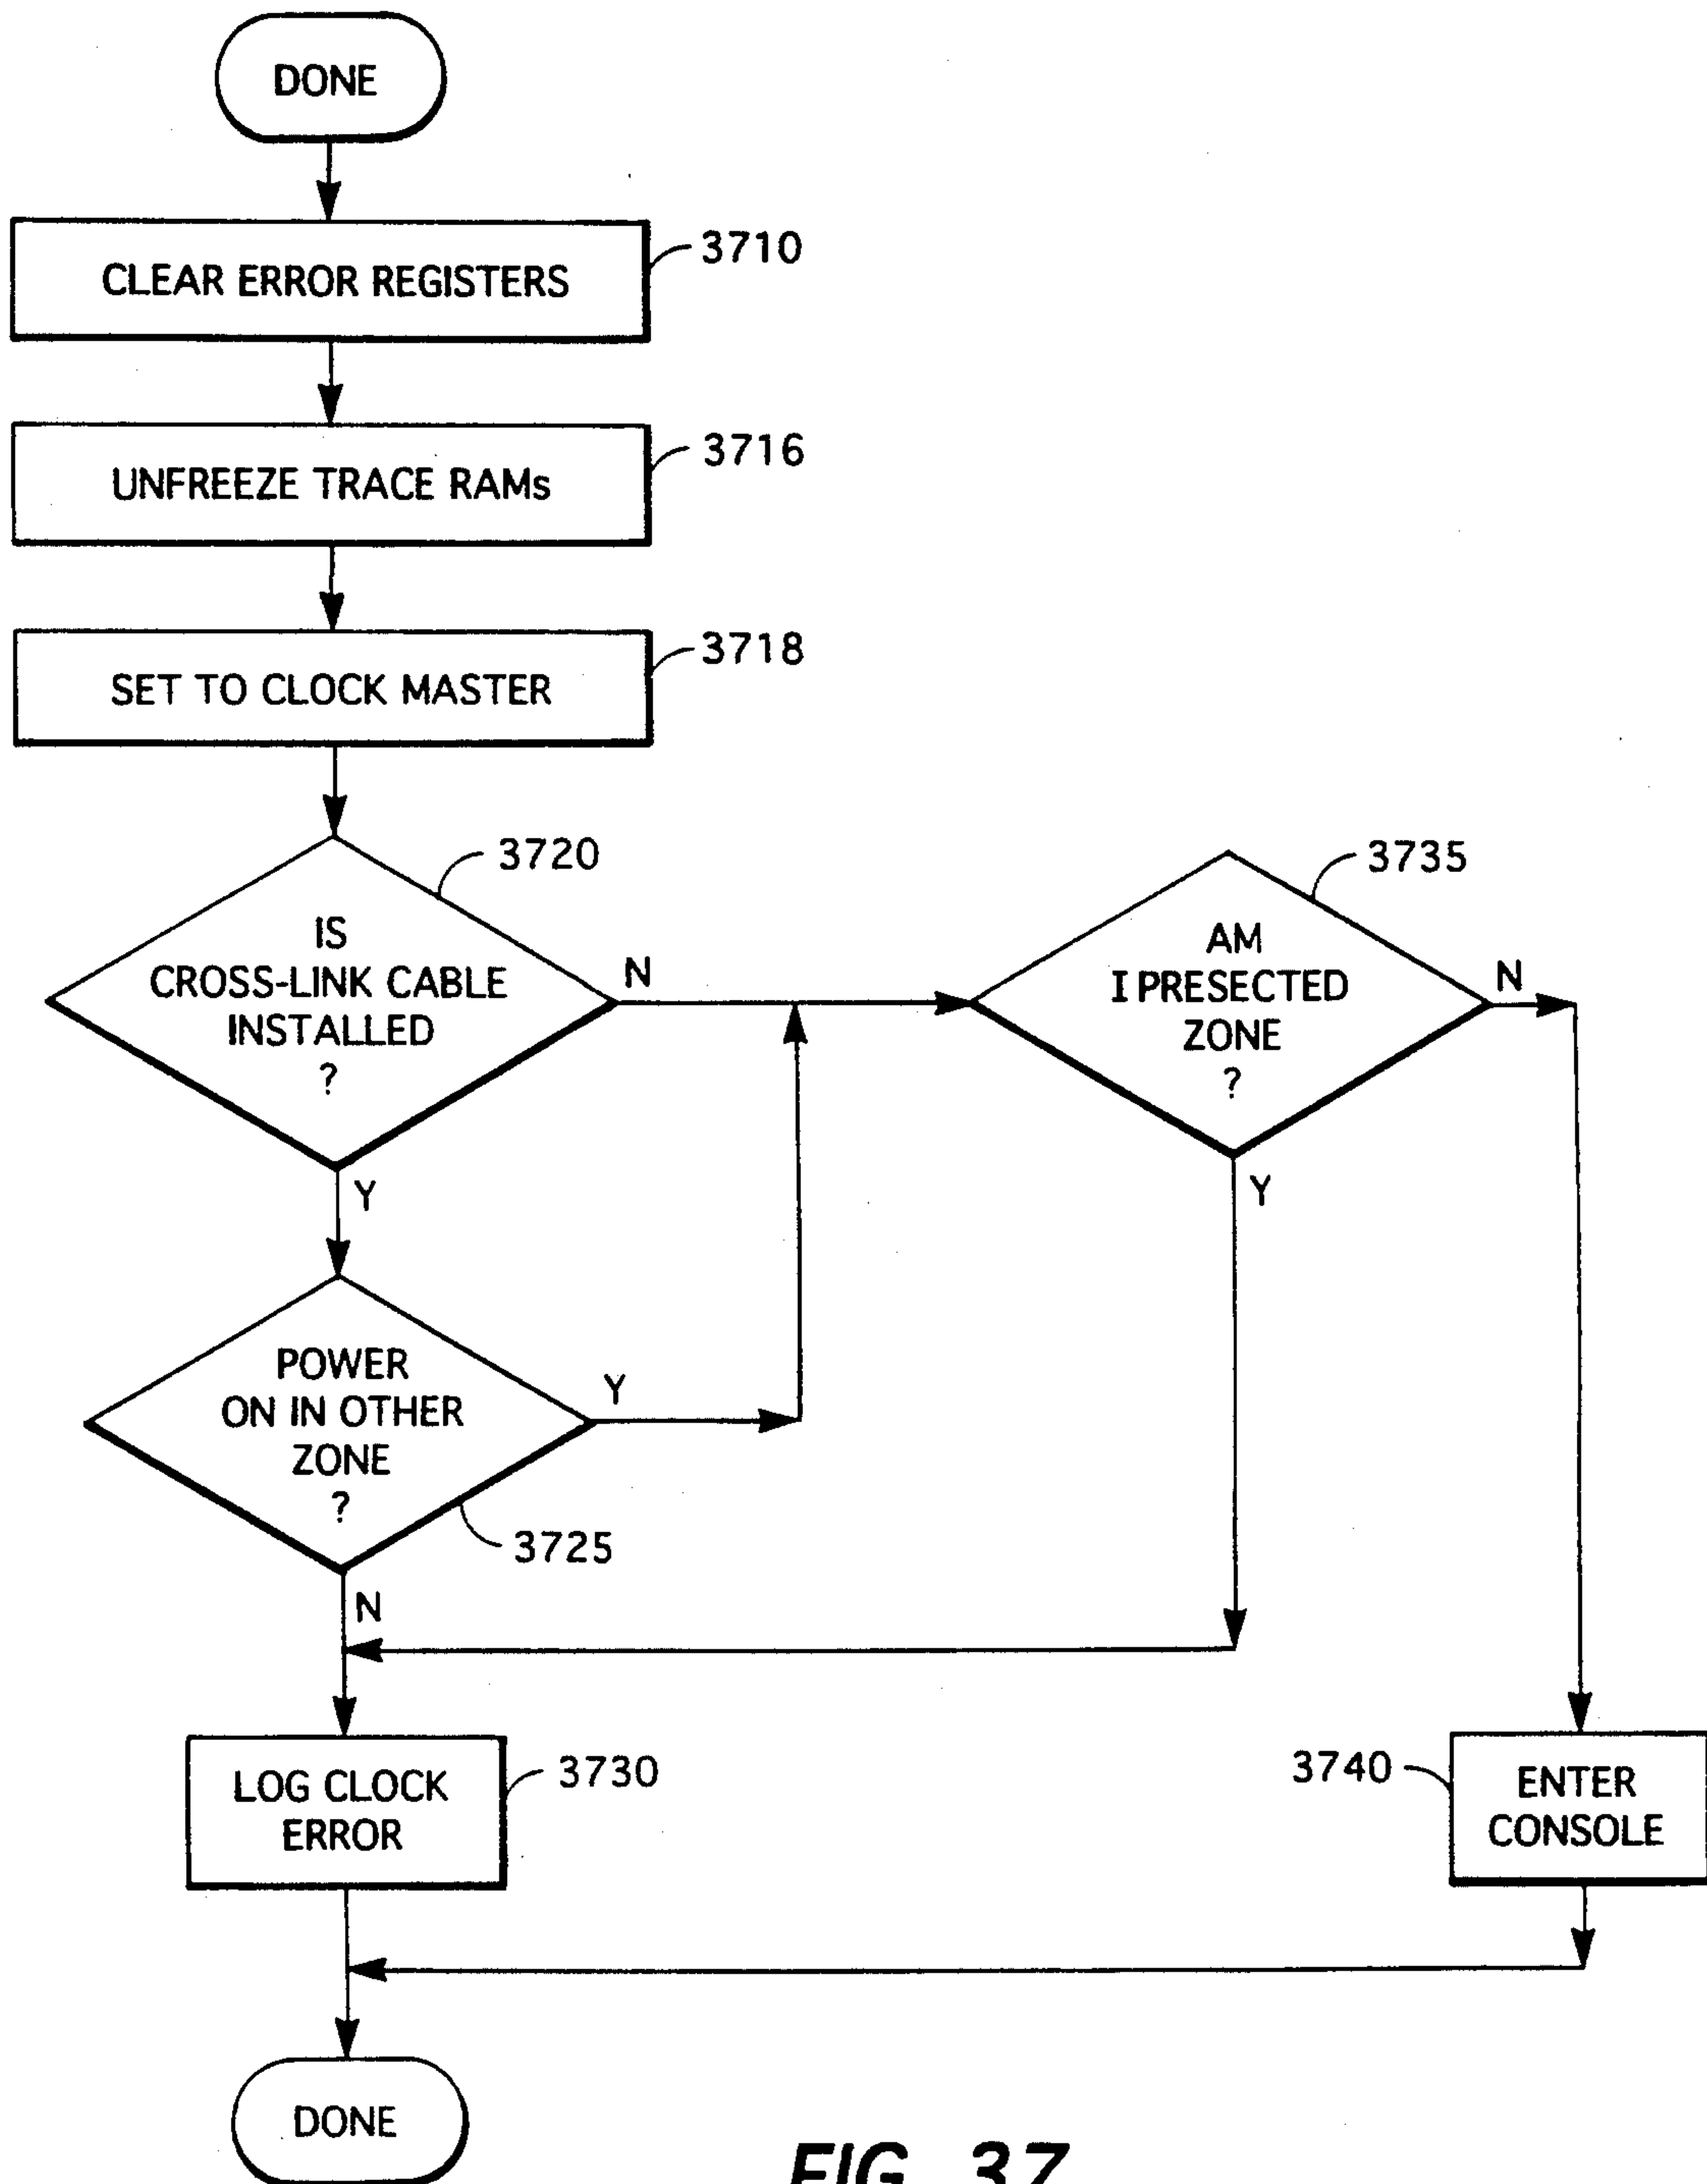 DONE
CLEAR ERROR REGISTERS
3710
UNFREEZE TRACE RAMs
3716
SET TO CLOCK MASTER
3718
IS
CROSS-LINK CABLE
INSTALLED
?
3720
N
Y
AM
I PRESECTED
ZONE
?
3735
N
Y
POWER
ON IN OTHER
ZONE
?
3725
Y
N
LOG CLOCK
ERROR
3730
3740
ENTER
CONSOLE
DONE
FIG. 37